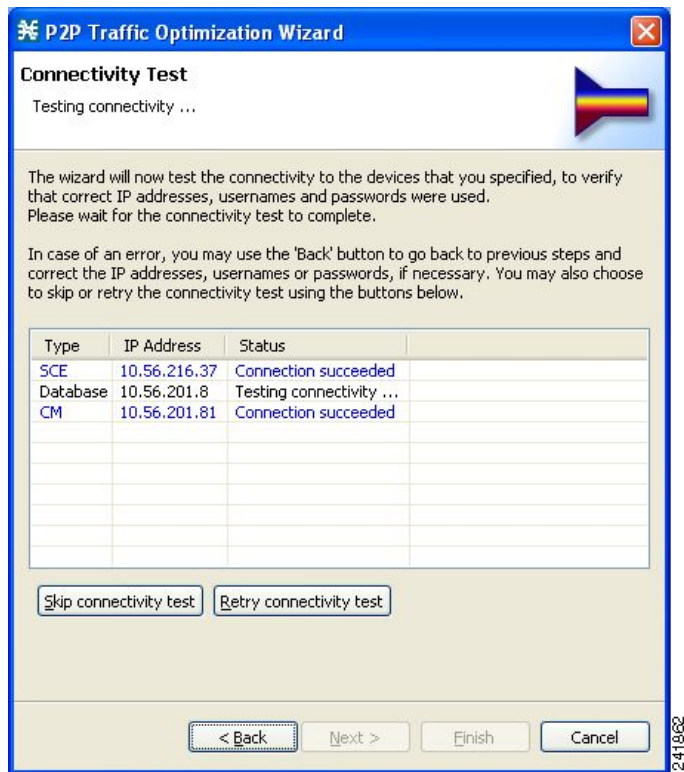 P2P Traffic Optimization Wizard
Connectivity Test
Testing connectivity ...
The wizard will now test the connectivity to the devices that you specified, to verify
that correct IP addresses, usernames and passwords were used.
Please wait for the connectivity test to complete.
In case of an error, you may use the 'Back' button to go back to previous steps and
correct the IP addresses, usernames or passwords, if necessary. You may also choose
to skip or retry the connectivity test using the buttons below.
Type IP Address Status
SCE 10.56.216.37 Connection succeeded
Database 10.56.201.8 Testing connectivity ...
CM 10.56.201.81 Connection succeeded
Skip connectivity test Retry connectivity test
< Back Next > Finish Cancel
241862